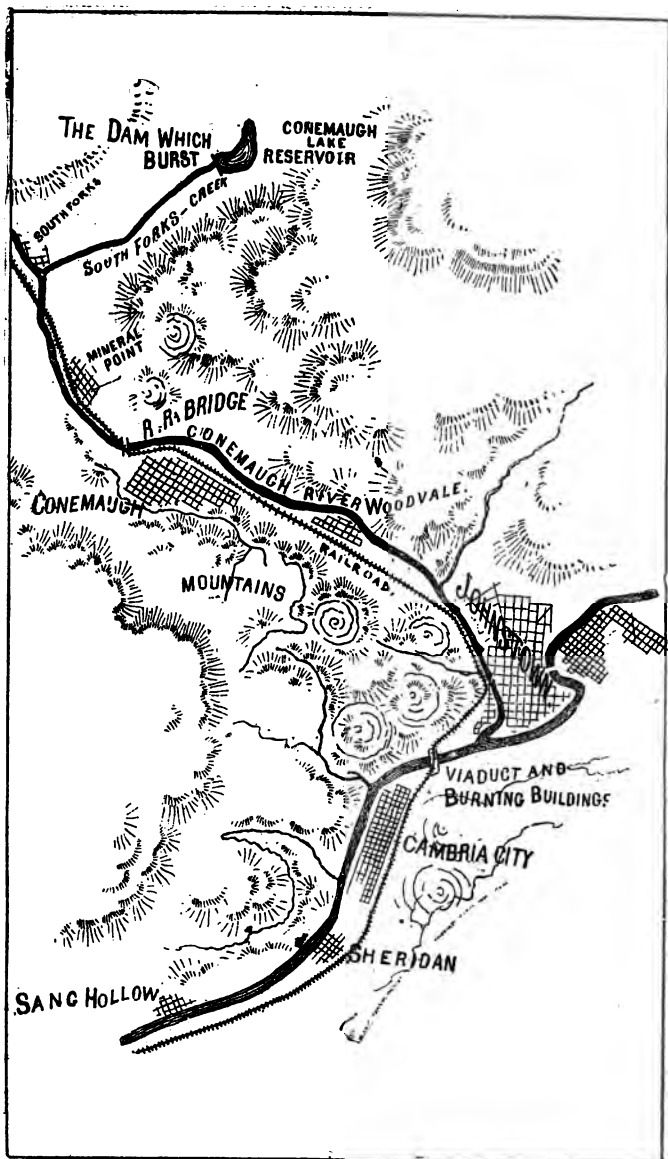 THE DAM WHICH
BURST
CONEMAUGH
LAKE
RESERVOIR
SOUTH FORKS
SOUTH FORKS-CREEK
MINERAL
POINT
R.R. BRIDGE
CONEMAUGH RIVER
WOODVALE
CONEMAUGH
RAILROAD
MOUNTAINS
JOHNSTOWN
VIADUCT AND
BURNING BUILDINGS
CAMBRIA CITY
SHERIDAN
SANG HOLLOW